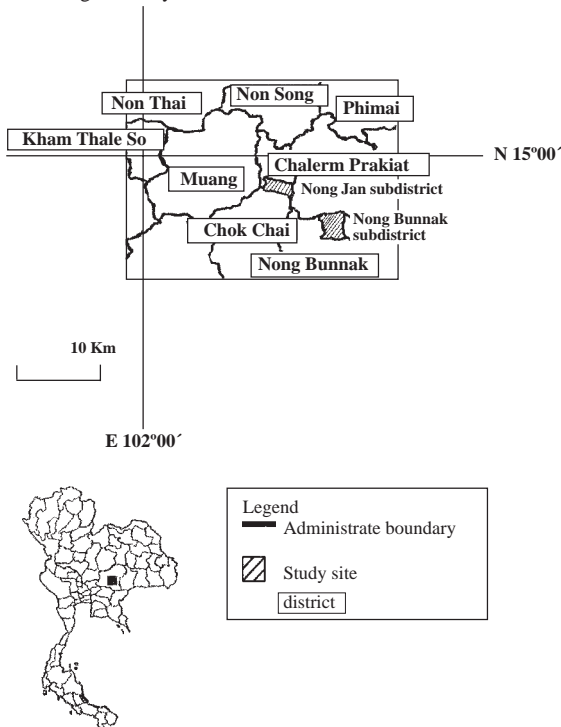 Non Thai
Non Song
Phimai
Kham Thale So
N 15º00´
Chalerm Prakiat
Muang
Nong Jan subdistrict
Chok Chai
Nong Bunnak
subdistrict
Nong Bunnak
10 Km
E 102º00´
Legend
Administrate boundary
Study site
district